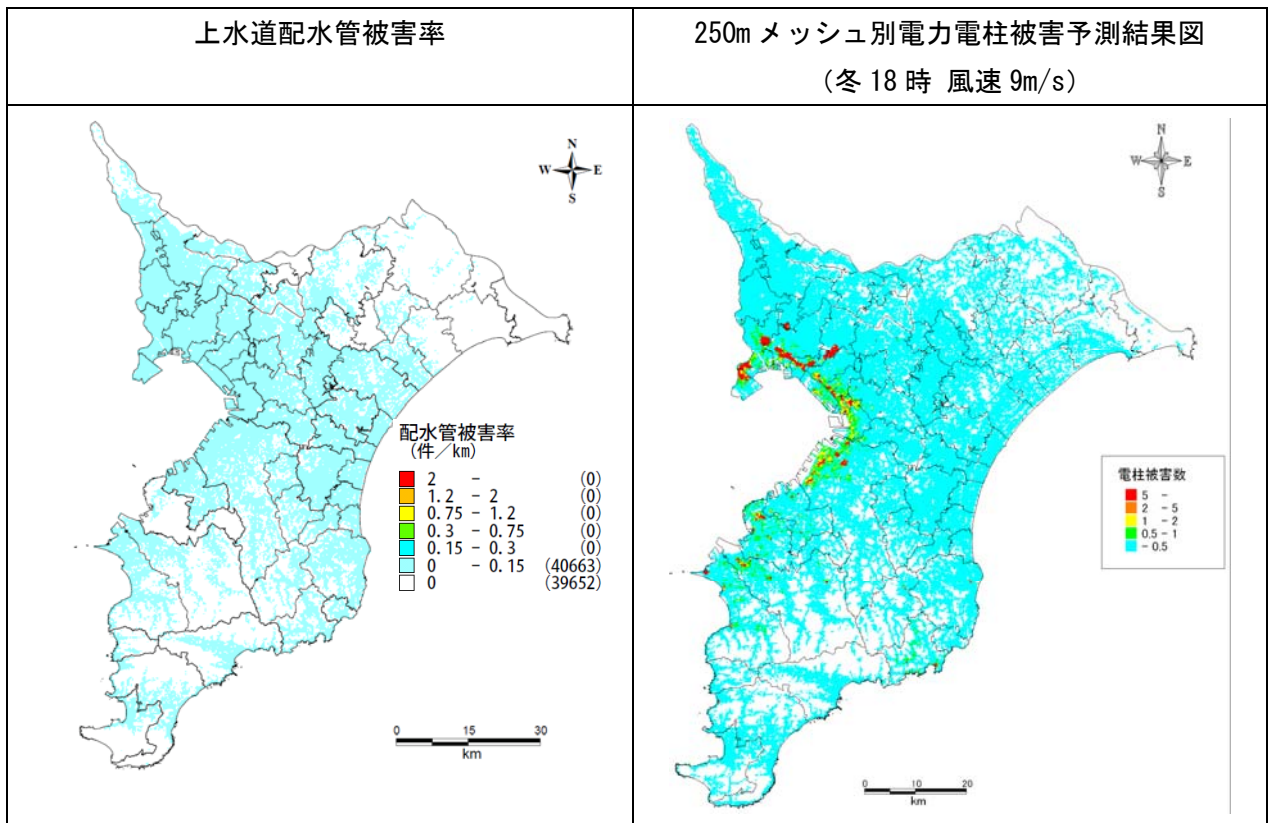 上水道配水管被害率
250m メッシュ別電力電柱被害予測結果図
（冬 18 時 風速 9m/s）
N
W E
S
配水管被害率
(件／km)
2 - (0)
1.2 - 2 (0)
0.75 - 1.2 (0)
0.3 - 0.75 (0)
0.15 - 0.3 (0)
0 - 0.15 (40663)
0 (39652)
0 15 30
km
N
W E
S
電柱被害数
5 -
2 - 5
1 - 2
0.5 - 1
- 0.5
0 10 20
km